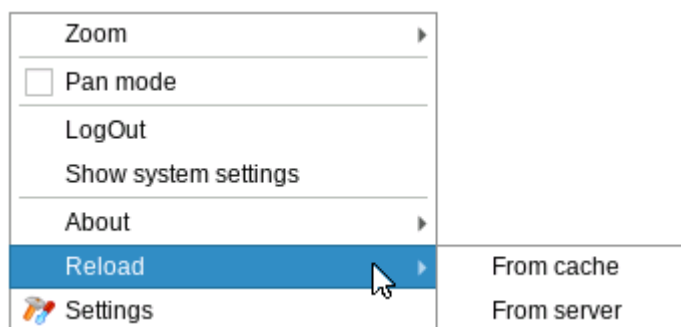 Zoom
Pan mode
LogOut
Show system settings
About
Reload
From cache
Settings
From server